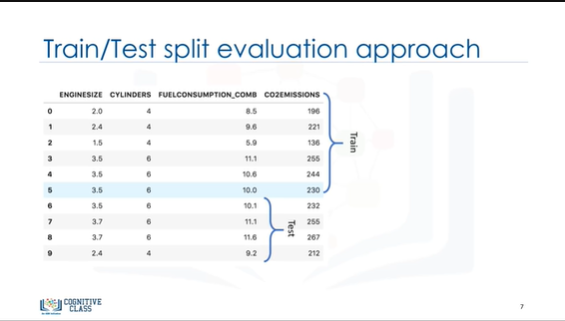 Train/Test split evaluation approach
ENGINESIZE CYLINDERS FUELCONSUMPTION_COMB CO2EMISSIONS
0 2.0 4 8.5 196
1 2.4 4 9.6 221
2 1.5 4 5.9 136
3 3.5 6 11.1 255
4 3.5 6 10.6 244
5 3.5 6 10.0 230
6 3.5 6 10.1 232
7 3.7 6 11.1 255
8 3.7 6 11.6 267
9 2.4 4 9.2 212
Train
Test
COGNITIVE
CLASS
7